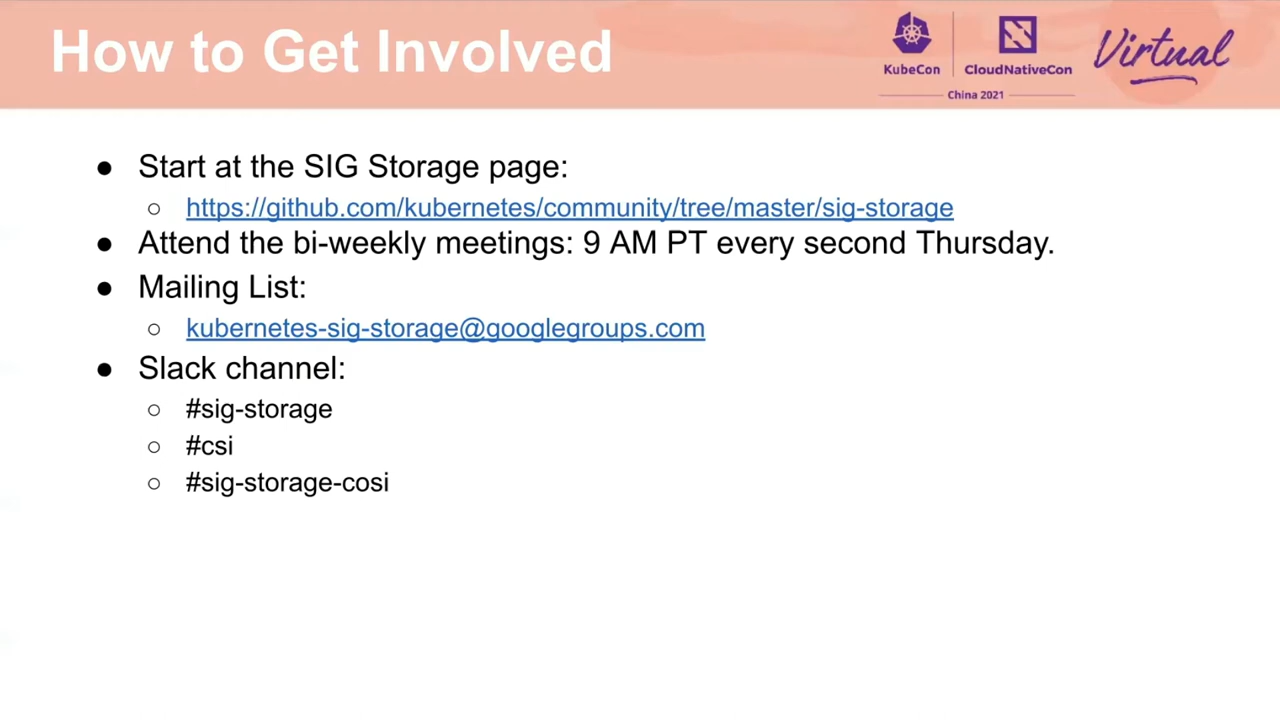 How to Get Involved
KubeCon
CloudNativeCon
China 2021
Virtual
● Start at the SIG Storage page:
○ https://github.com/kubernetes/community/tree/master/sig-storage
● Attend the bi-weekly meetings: 9 AM PT every second Thursday.
● Mailing List:
○ kubernetes-sig-storage@googlegroups.com
● Slack channel:
○ #sig-storage
○ #csi
○ #sig-storage-cosi